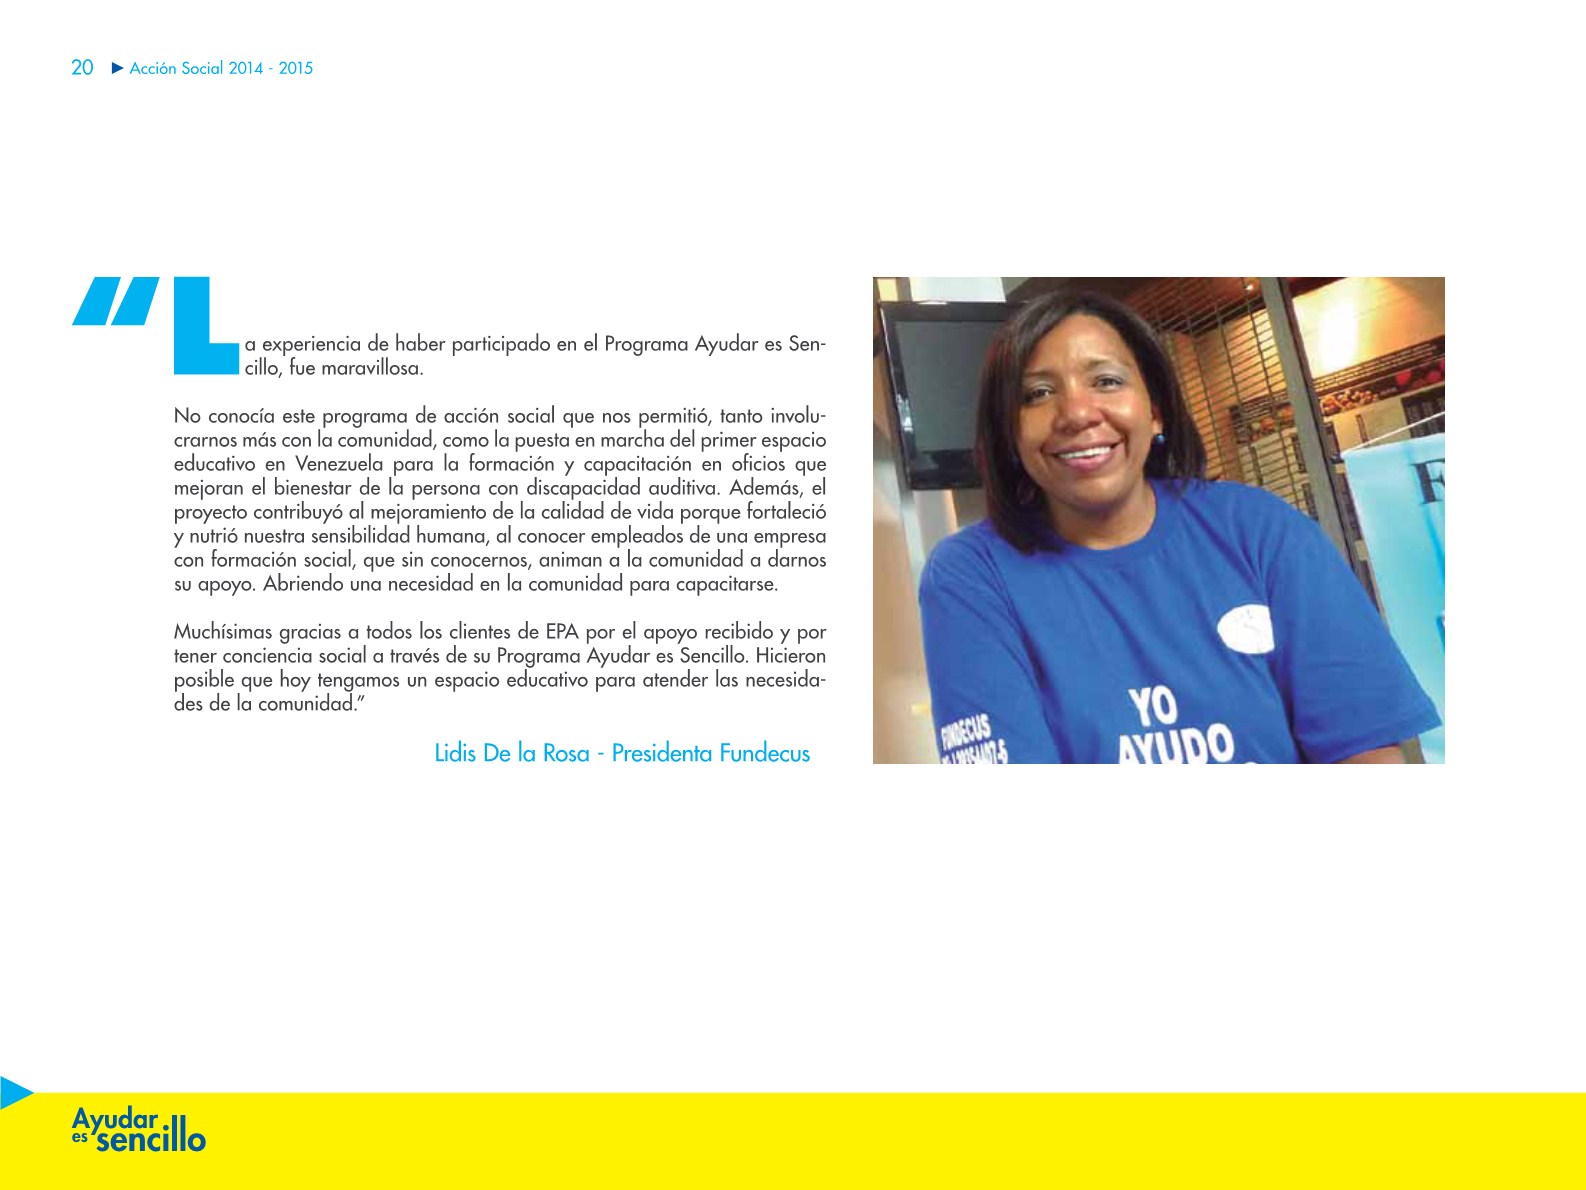 20 ▶ Acción Social 2014 - 2015
“La experiencia de haber participado en el Programa Ayudar es Sen-
cillo, fue maravillosa.
No conocía este programa de acción social que nos permitió, tanto involu-
crarnos más con la comunidad, como la puesta en marcha del primer espacio
educativo en Venezuela para la formación y capacitación en oficios que
mejoran el bienestar de la persona con discapacidad auditiva. Además, el
proyecto contribuyó al mejoramiento de la calidad de vida porque fortaleció
y nutrió nuestra sensibilidad humana, al conocer empleados de una empresa
con formación social, que sin conocernos, animan a la comunidad a darnos
su apoyo. Abriendo una necesidad en la comunidad para capacitarse.
Muchísimas gracias a todos los clientes de EPA por el apoyo recibido y por
tener conciencia social a través de su Programa Ayudar es Sencillo. Hicieron
posible que hoy tengamos un espacio educativo para atender las necesida-
des de la comunidad.”
Lidis De la Rosa - Presidenta Fundecus
FUNDECUS
YO
AYUDO
Ayudar
es sencillo